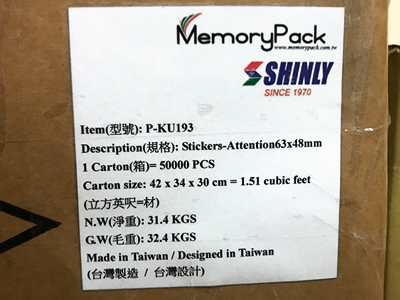 MemoryPack
www.memorypack.com.tw
SHINLY
SINCE 1970
Item(型號): P-KU193
Description(規格): Stickers-Attention63x48mm
1 Carton(箱)= 50000 PCS
Carton size: 42 x 34 x 30 cm = 1.51 cubic feet
(立方英呎=材)
N.W(淨重): 31.4 KGS
G.W(毛重): 32.4 KGS
Made in Taiwan / Designed in Taiwan
(台灣製造 / 台灣設計)